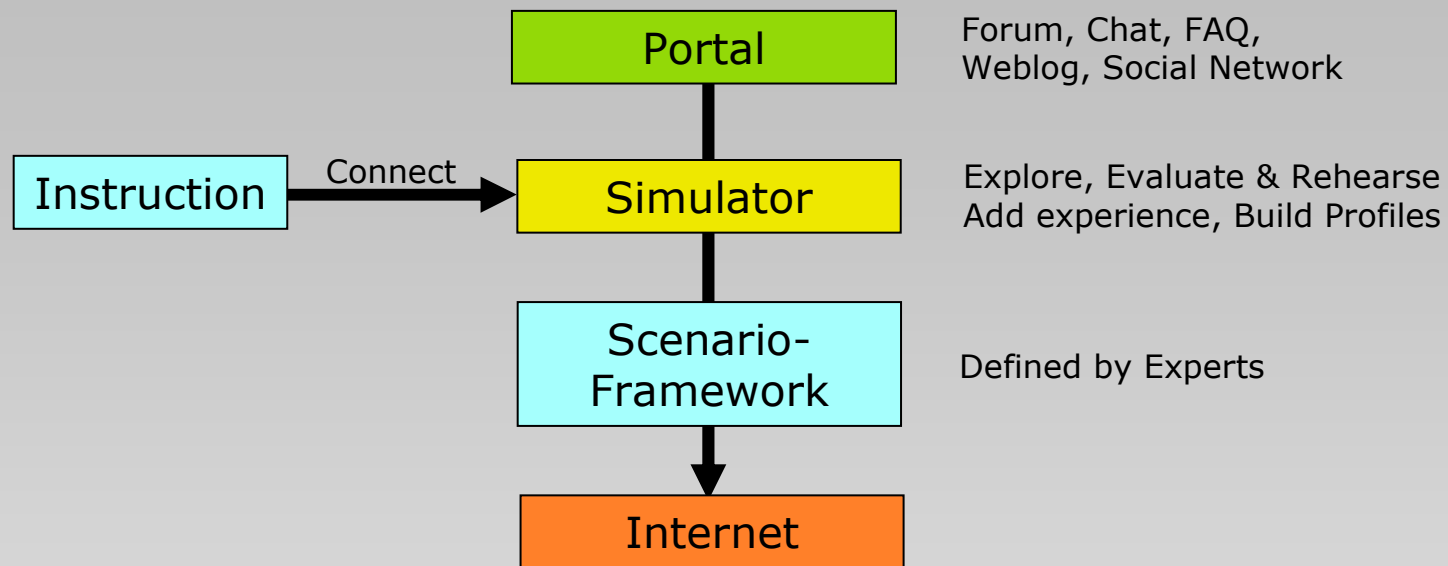 Portal
Forum, Chat, FAQ,
Weblog, Social Network
Instruction
Connect
Simulator
Explore, Evaluate & Rehearse
Add experience, Build Profiles
Scenario-
Framework
Defined by Experts
Internet